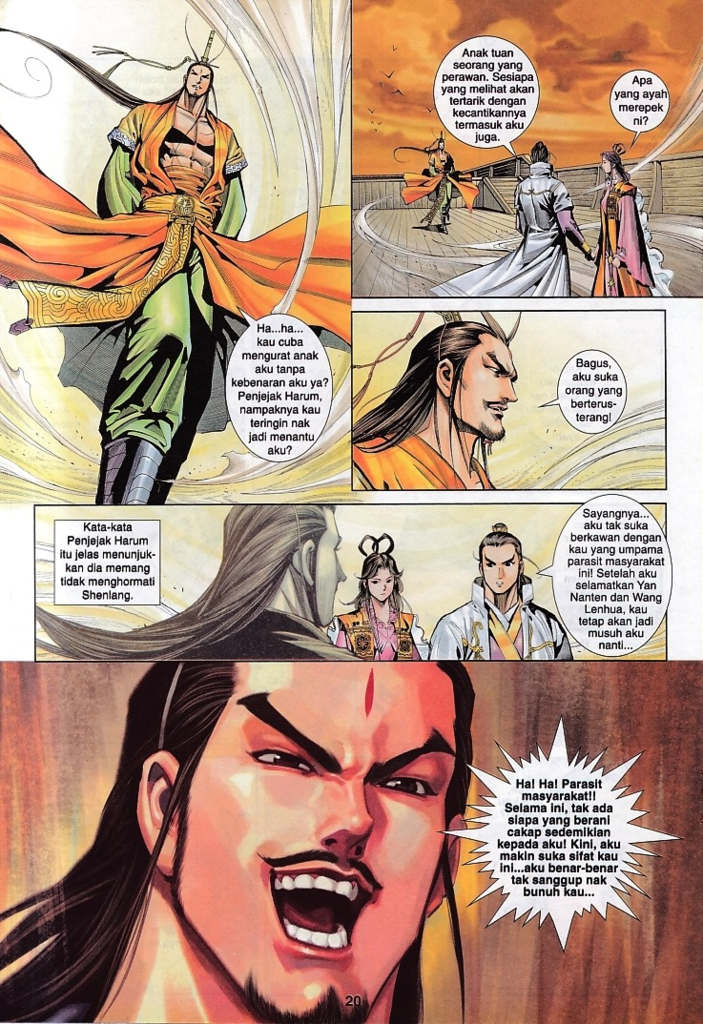 Ha...ha...
kau cuba
mengurat anak
aku tanpa
kebenaran aku ya?
Penjejak Harum,
nampaknya kau
teringin nak
jadi menantu
aku?
Anak tuan
seorang yang
perawan. Sesiapa
yang melihat akan
tertarik dengan
kecantikannya
termasuk aku
juga.
Apa
yang ayah
merepek
ni?
Bagus,
aku suka
orang yang
berterus-
terang!
Kata-kata
Penjejak Harum
itu jelas menunjuk-
kan dia memang
tidak menghormati
Shenlang.
Sayangnya...
aku tak suka
berkawan dengan
kau yang umpama
parasit masyarakat
ini! Setelah aku
selamatkan Yan
Nanten dan Wang
Lenhua, kau
tetap akan jadi
musuh aku
nanti...
Ha! Ha! Parasit
masyarakat!!
Selama ini, tak ada
siapa yang berani
cakap sedemikian
kepada aku! Kini, aku
makin suka sifat kau
ini...aku benar-benar
tak sanggup nak
bunuh kau...
20